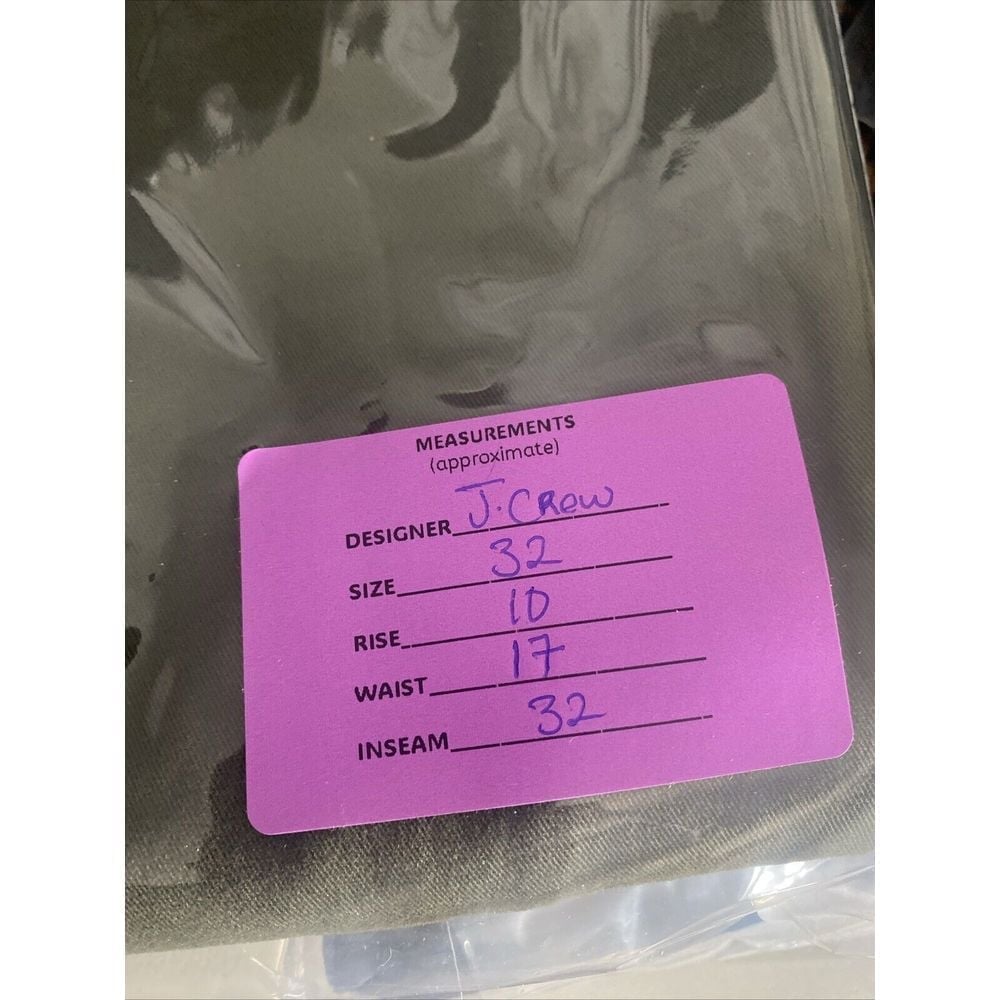 MEASUREMENTS
(approximate)
DESIGNER J.CRew
SIZE 32
RISE 10
WAIST 17
INSEAM 32